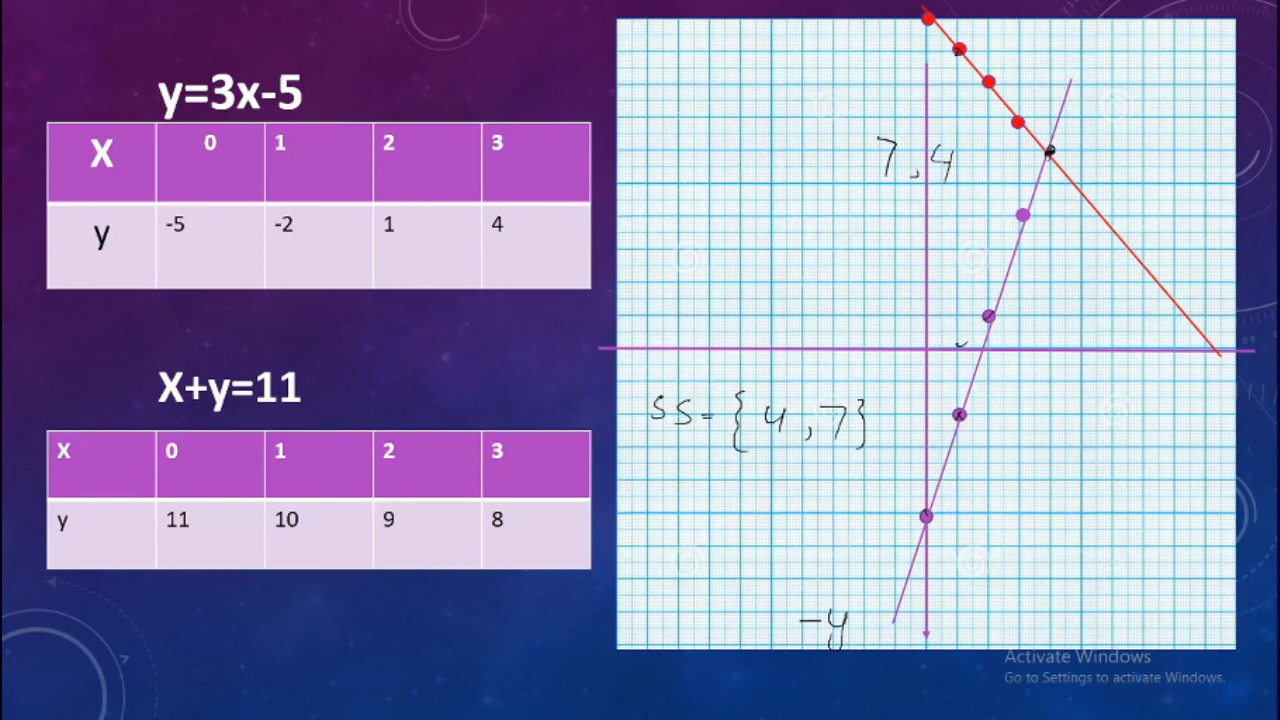 y=3x-5
X 0 1 2 3
y -5 -2 1 4
X+y=11
X 0 1 2 3
y 11 10 9 8
7,4
SS={4,7}
-y
Activate Windows
Go to Settings to activate Windows.